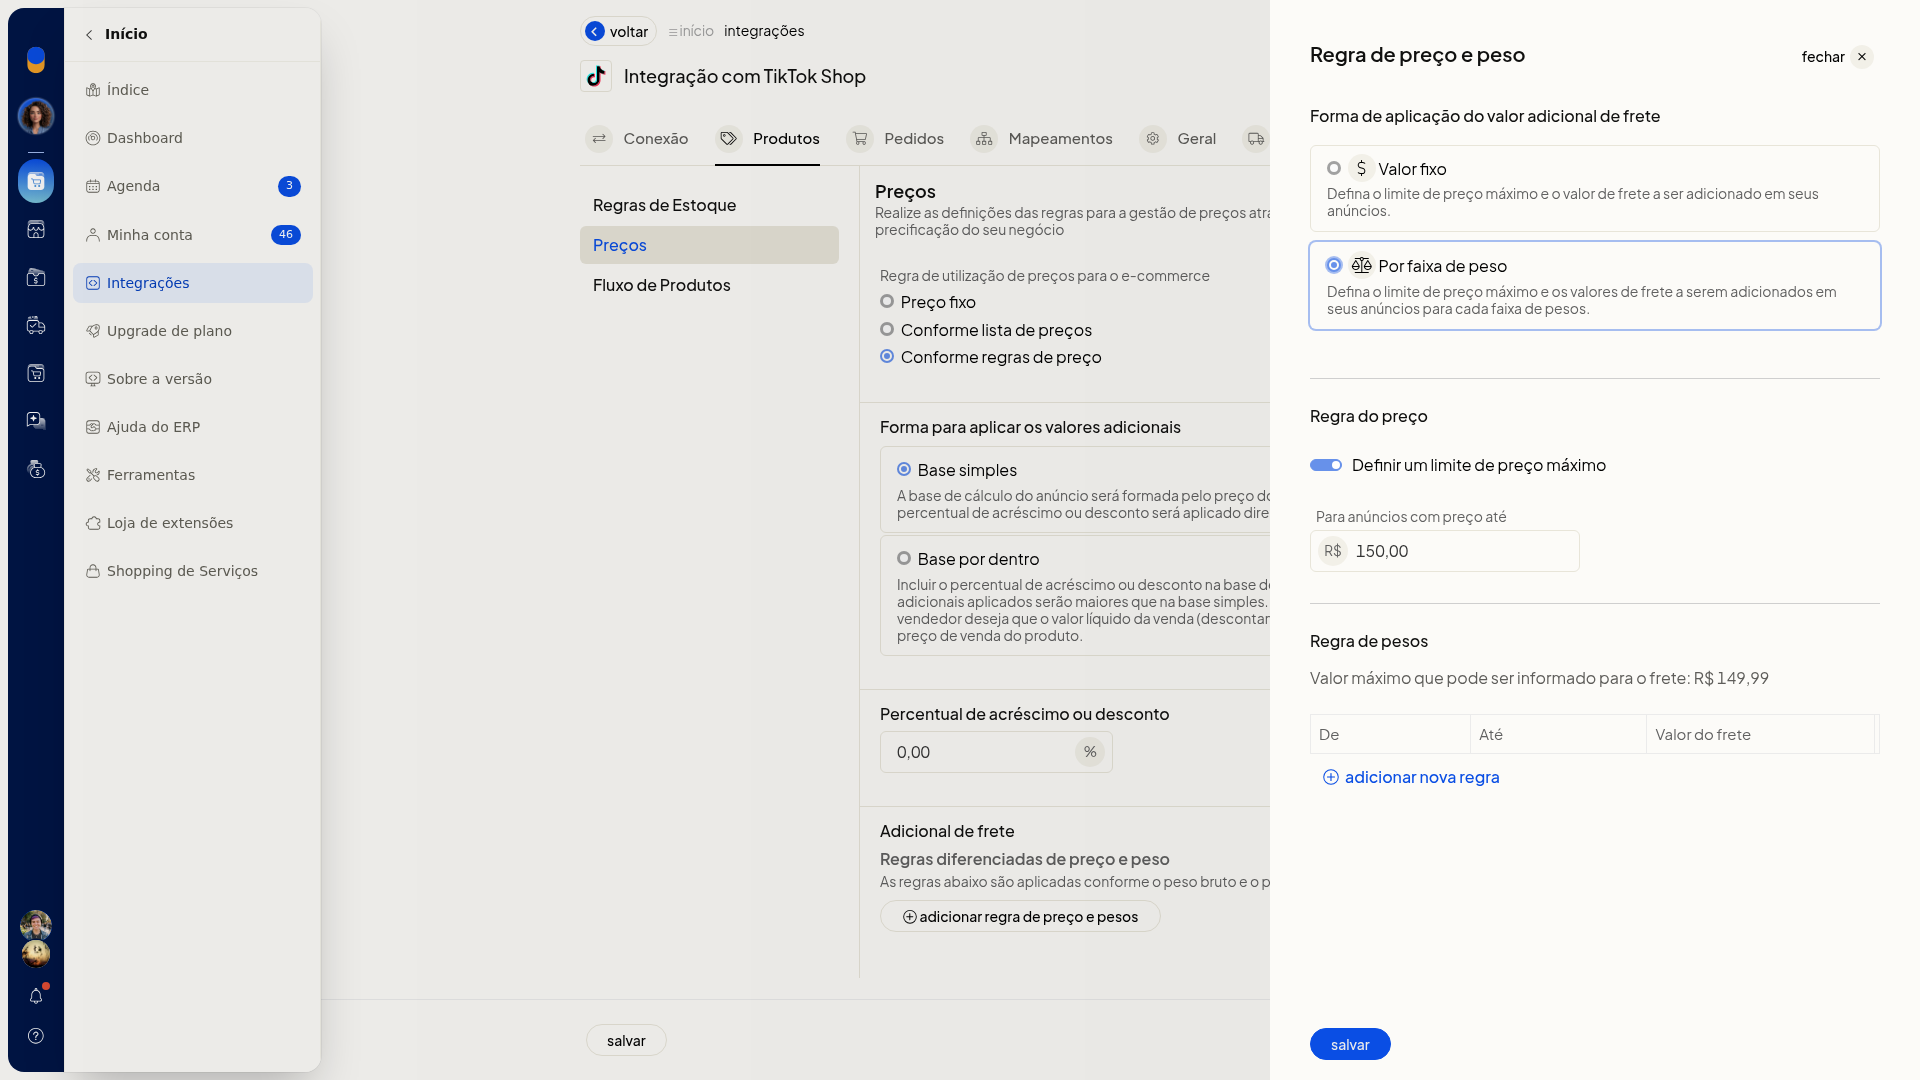 Início
Índice
Dashboard
Agenda
3
Minha conta
46
Integrações
Upgrade de plano
Sobre a versão
Ajuda do ERP
Ferramentas
Loja de extensões
Shopping de Serviços
voltar
início
integrações
Integração com TikTok Shop
Conexão
Produtos
Pedidos
Mapeamentos
Geral
Regras de Estoque
Preços
Fluxo de Produtos
Preços
Realize as definições das regras para a gestão de preços atra
precificação do seu negócio
Regra de utilização de preços para o e-commerce
Preço fixo
Conforme lista de preços
Conforme regras de preço
Forma para aplicar os valores adicionais
Base simples
A base de cálculo do anúncio será formada pelo preço do
percentual de acréscimo ou desconto será aplicado dire
Base por dentro
Incluir o percentual de acréscimo ou desconto na base de
adicionais aplicados serão maiores que na base simples.
vendedor deseja que o valor líquido da venda (descontan
preço de venda do produto.
Percentual de acréscimo ou desconto
0,00
%
Adicional de frete
Regras diferenciadas de preço e peso
As regras abaixo são aplicadas conforme o peso bruto e o p
adicionar regra de preço e pesos
salvar
Regra de preço e peso
fechar
Forma de aplicação do valor adicional de frete
$ Valor fixo
Defina o limite de preço máximo e o valor de frete a ser adicionado em seus
anúncios.
Por faixa de peso
Defina o limite de preço máximo e os valores de frete a serem adicionados em
seus anúncios para cada faixa de pesos.
Regra do preço
Definir um limite de preço máximo
Para anúncios com preço até
R$ 150,00
Regra de pesos
Valor máximo que pode ser informado para o frete: R$ 149,99
De
Até
Valor do frete
adicionar nova regra
salvar